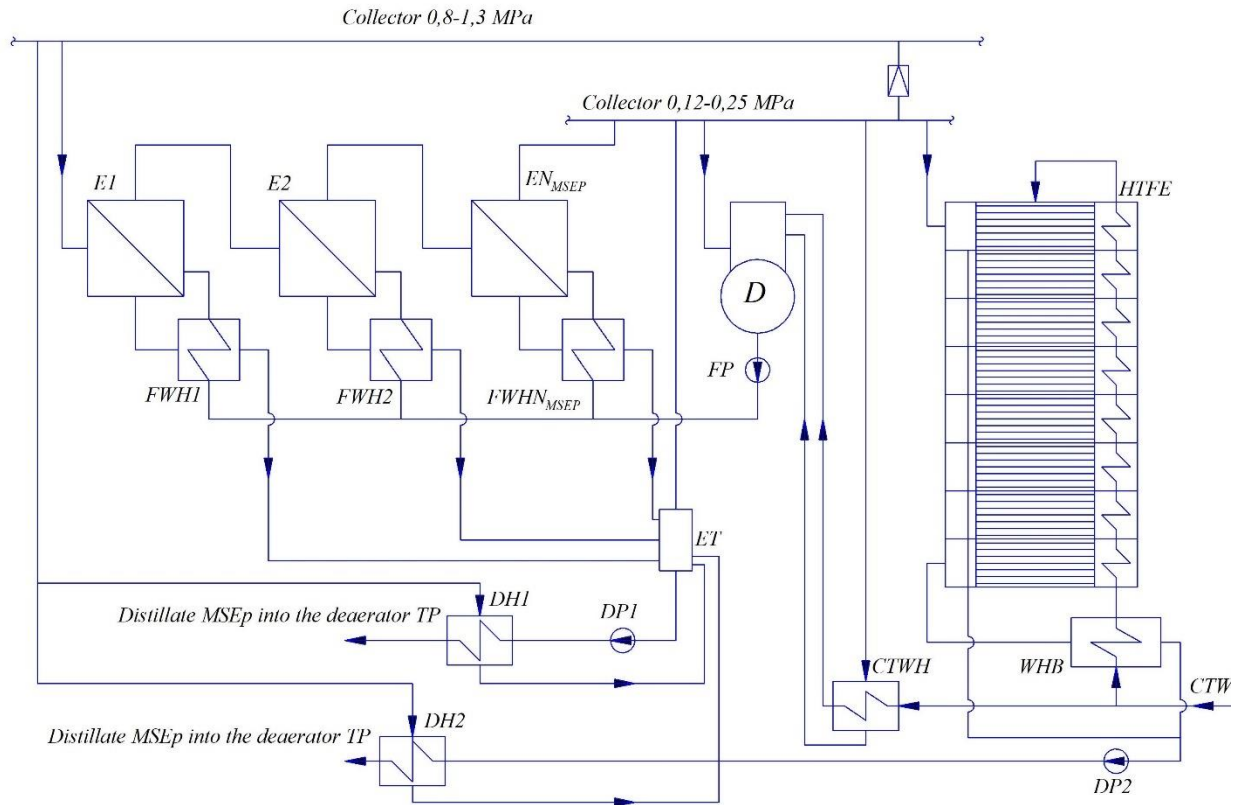 Collector 0,8-1,3 MPa
Collector 0,12-0,25 MPa
E1
E2
EN_MSEP
HTFE
D
FP
FWH1
FWH2
FWHN_MSEP
ET
Distillate MSEp into the deaerator TP
DH1
DP1
CTWH
WHB
CTW
Distillate MSEp into the deaerator TP
DH2
DP2